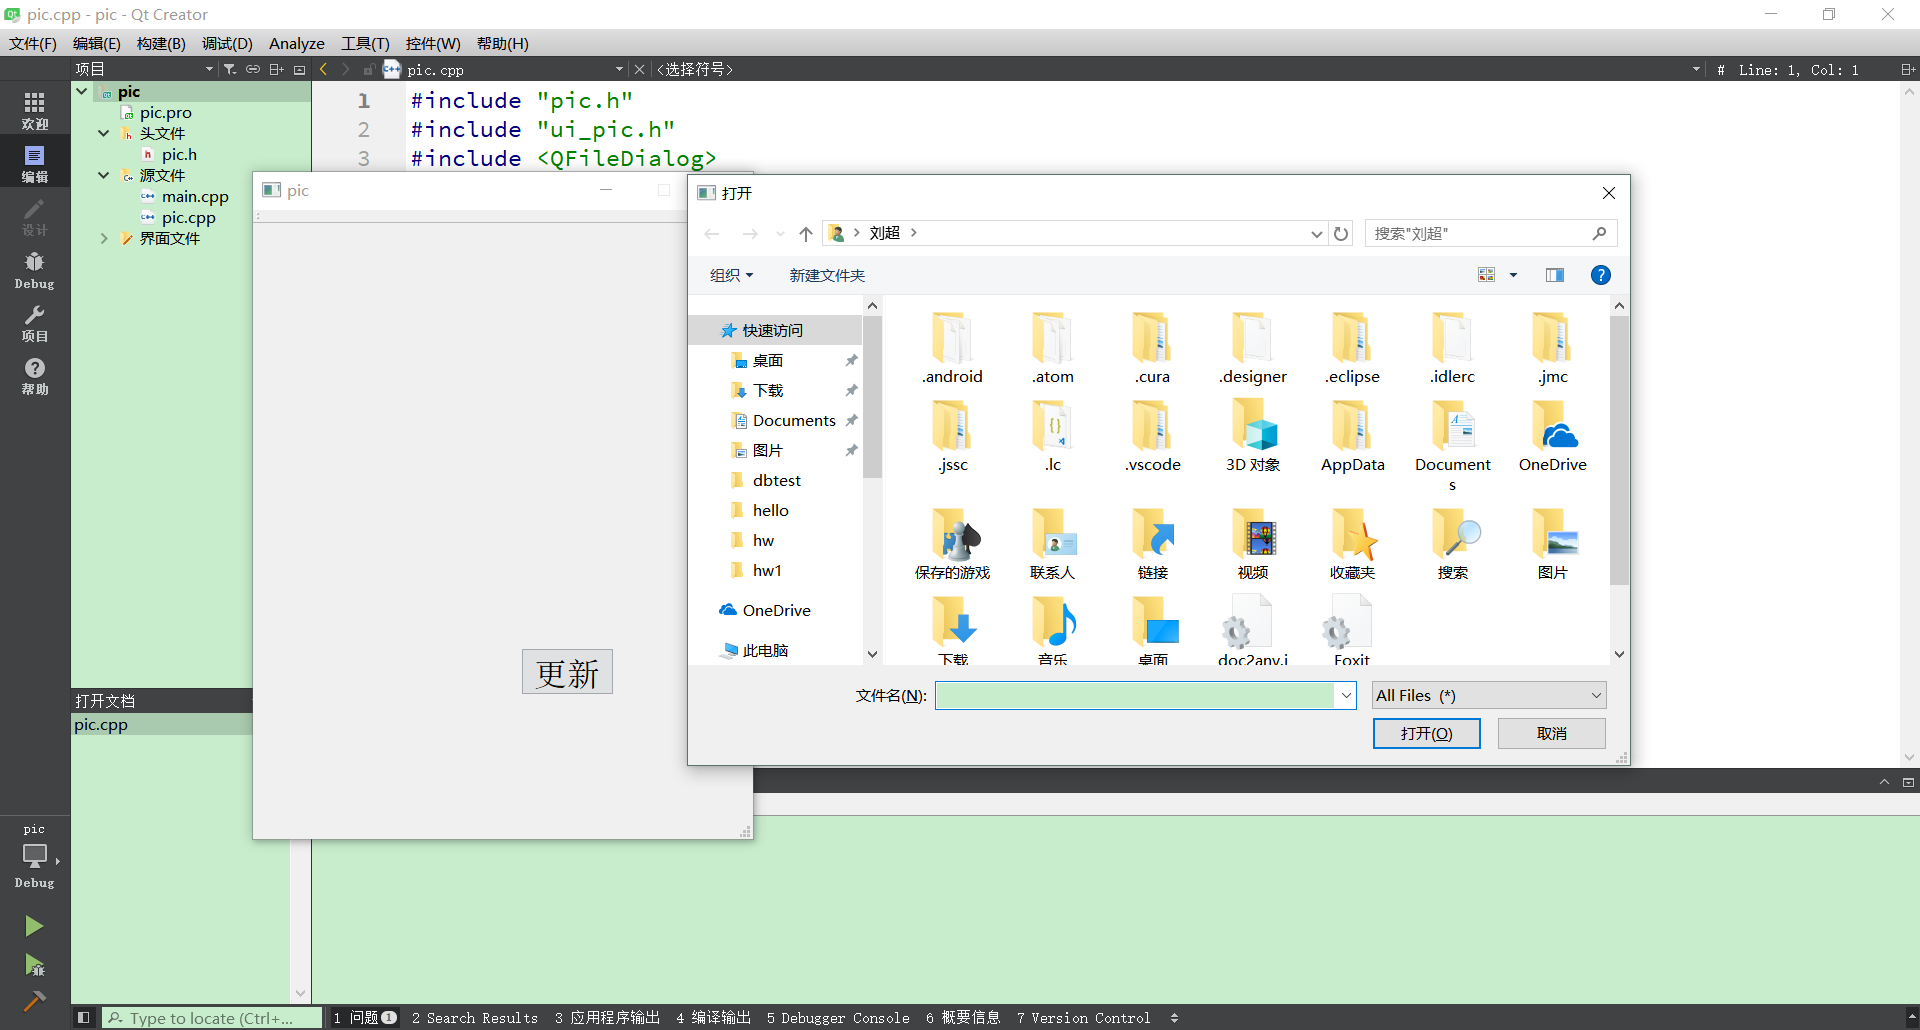 pic.cpp - pic - Qt Creator
文件(F) 编辑(E) 构建(B) 调试(D) Analyze 工具(T) 控件(W) 帮助(H)
项目
pic.cpp
<选择符号>
# Line: 1, Col: 1
欢迎
编辑
设计
Debug
项目
帮助
pic
pic.pro
头文件
pic.h
源文件
main.cpp
pic.cpp
界面文件
1 #include "pic.h"
2 #include "ui_pic.h"
3 #include <QFileDialog>
pic
更新
打开
刘超
搜索"刘超"
组织 新建文件夹
快速访问
桌面
下载
Documents
图片
dbtest
hello
hw
hw1
OneDrive
此电脑
.android .atom .cura .designer .eclipse .idlerc .jmc
.jssc .lc .vscode 3D 对象 AppData Document OneDrive
s
保存的游戏 联系人 链接 视频 收藏夹 搜索 图片
下载 音乐 桌面 doc2any.i Foxit
文件名(N):
All Files (*)
打开(O) 取消
打开文档
pic.cpp
pic
Debug
Type to locate (Ctrl+...
1 问题 1 2 Search Results 3 应用程序输出 4 编译输出 5 Debugger Console 6 概要信息 7 Version Control